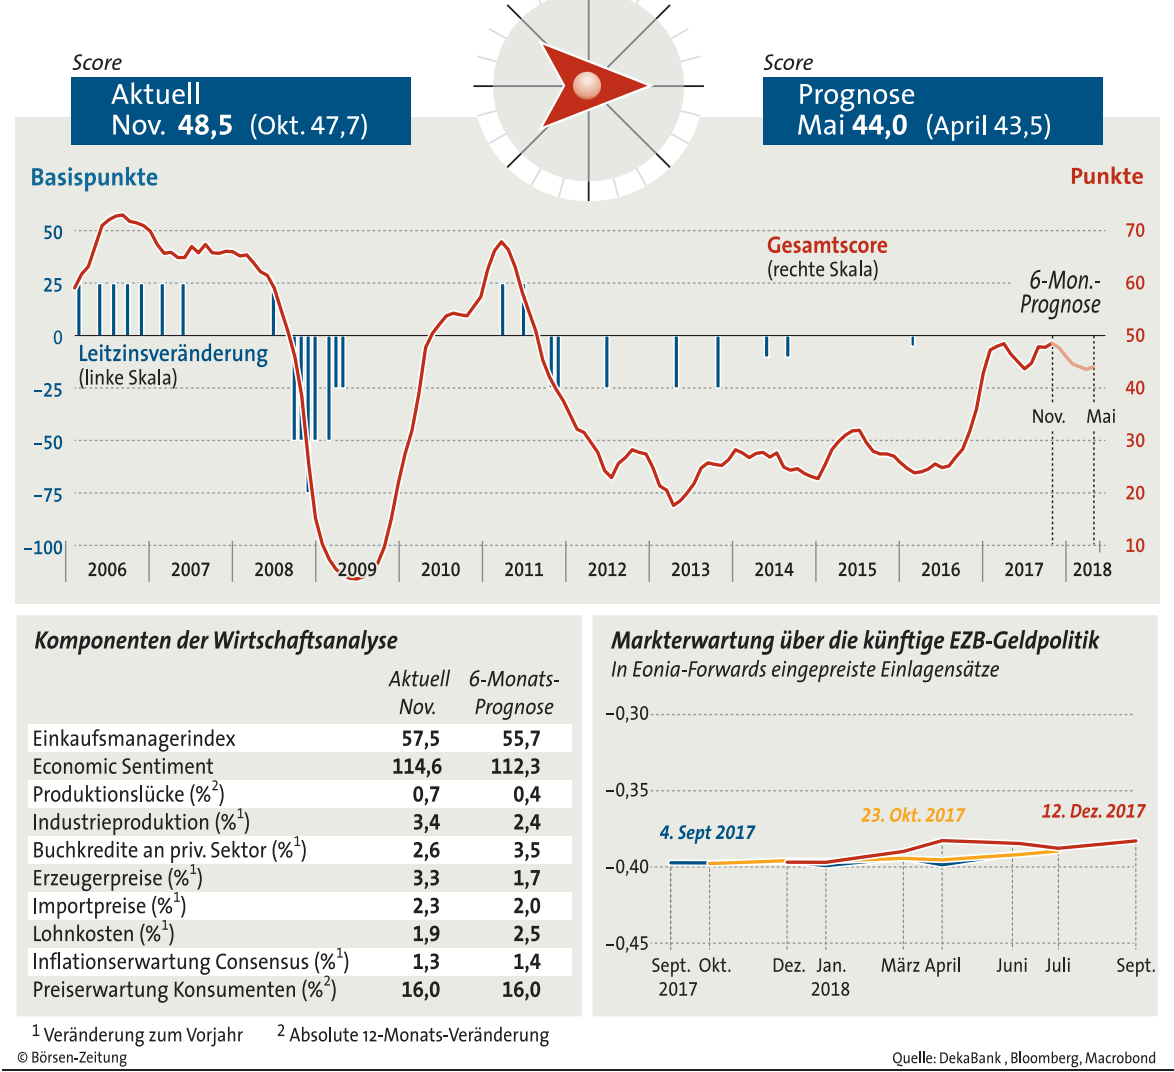 Score
Aktuell
Nov. 48,5 (Okt. 47,7)
Score
Prognose
Mai 44,0 (April 43,5)
Basispunkte
Punkte
50
25
0
−25
−50
−75
−100
70
60
50
40
30
20
10
Gesamtscore
(rechte Skala)
6-Mon.-
Prognose
Leitzinsveränderung
(linke Skala)
Nov. Mai
2006 2007 2008 2009 2010 2011 2012 2013 2014 2015 2016 2017 2018
Komponenten der Wirtschaftsanalyse
Aktuell 6-Monats-
Nov. Prognose
Einkaufsmanagerindex 57,5 55,7
Economic Sentiment 114,6 112,3
Produktionslücke (%²) 0,7 0,4
Industrieproduktion (%¹) 3,4 2,4
Buchkredite an priv. Sektor (%¹) 2,6 3,5
Erzeugerpreise (%¹) 3,3 1,7
Importpreise (%¹) 2,3 2,0
Lohnkosten (%¹) 1,9 2,5
Inflationserwartung Consensus (%¹) 1,3 1,4
Preiserwartung Konsumenten (%²) 16,0 16,0
Markterwartung über die künftige EZB-Geldpolitik
In Eonia-Forwards eingepreiste Einlagensätze
−0,30
−0,35
−0,40
−0,45
4. Sept 2017
23. Okt. 2017
12. Dez. 2017
Sept. Okt. Dez. Jan. März April Juni Juli Sept.
2017 2018
¹ Veränderung zum Vorjahr ² Absolute 12-Monats-Veränderung
© Börsen-Zeitung
Quelle: DekaBank , Bloomberg, Macrobond